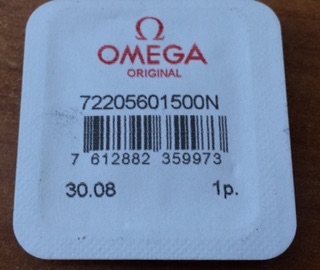 Ω
OMEGA
ORIGINAL
72205601500N
7 612882 359973
30.08 1p.